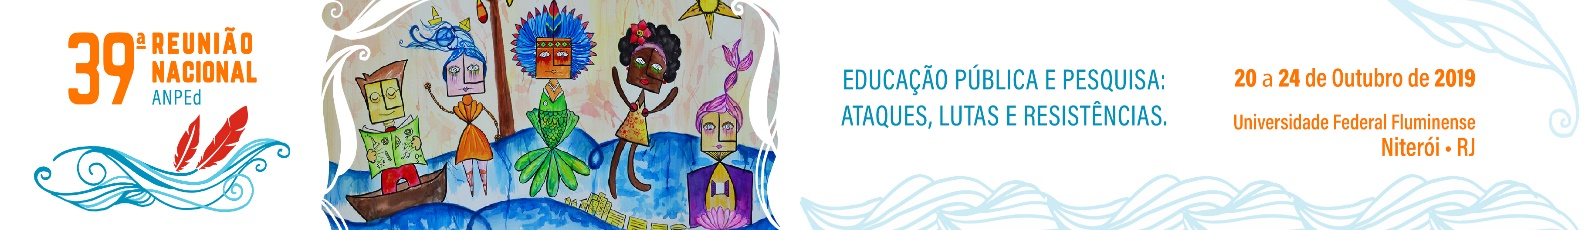 39ª REUNIÃO
NACIONAL
ANPEd
EDUCAÇÃO PÚBLICA E PESQUISA:
ATAQUES, LUTAS E RESISTÊNCIAS.
20 a 24 de Outubro de 2019
Universidade Federal Fluminense
Niterói • RJ